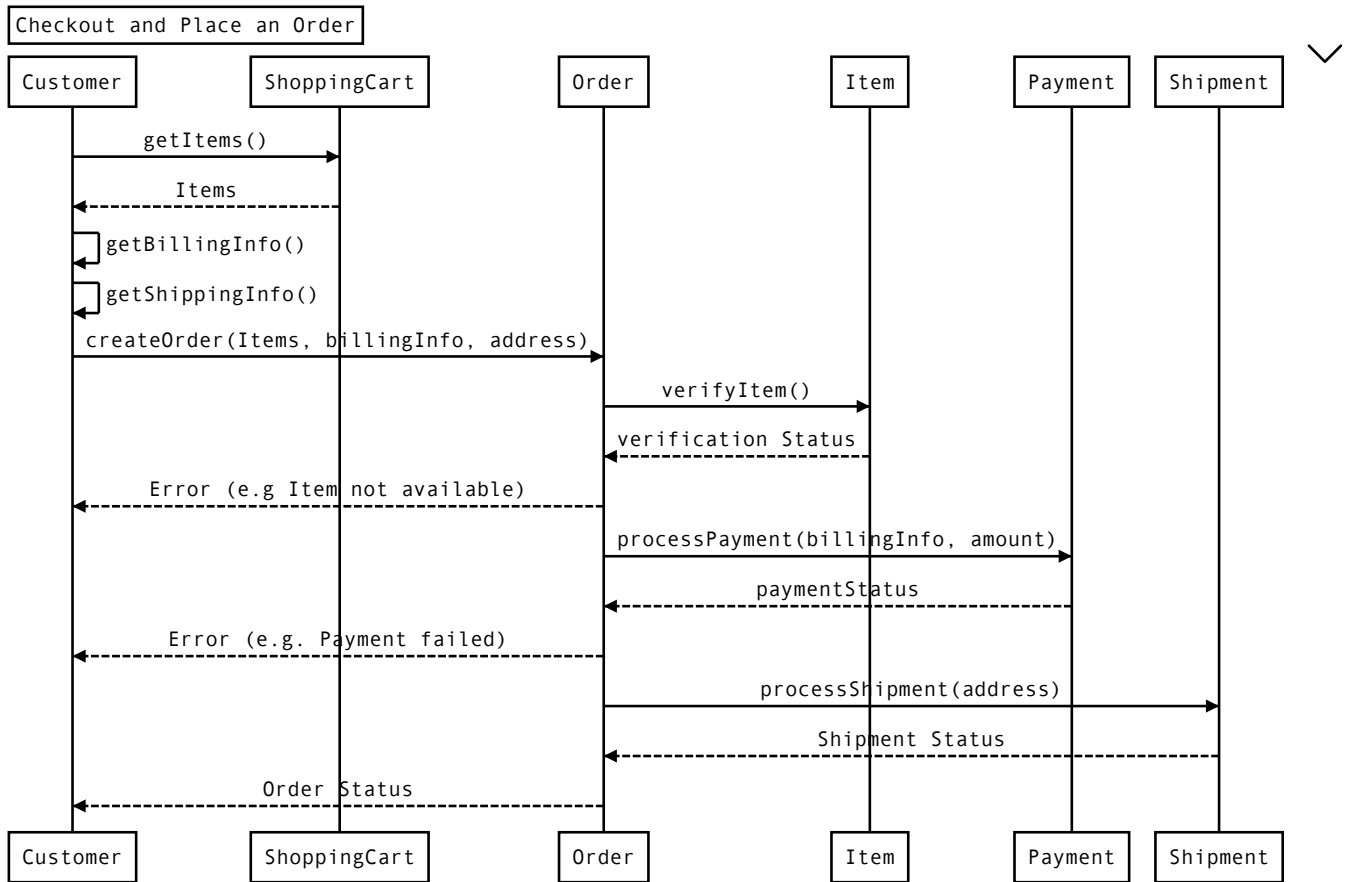 Checkout and Place an Order
Customer ShoppingCart Order Item Payment Shipment
getItems()
Items
getBillingInfo()
getShippingInfo()
createOrder(Items, billingInfo, address)
verifyItem()
verification Status
Error (e.g Item not available)
processPayment(billingInfo, amount)
paymentStatus
Error (e.g. Payment failed)
processShipment(address)
Shipment Status
Order Status
Customer ShoppingCart Order Item Payment Shipment